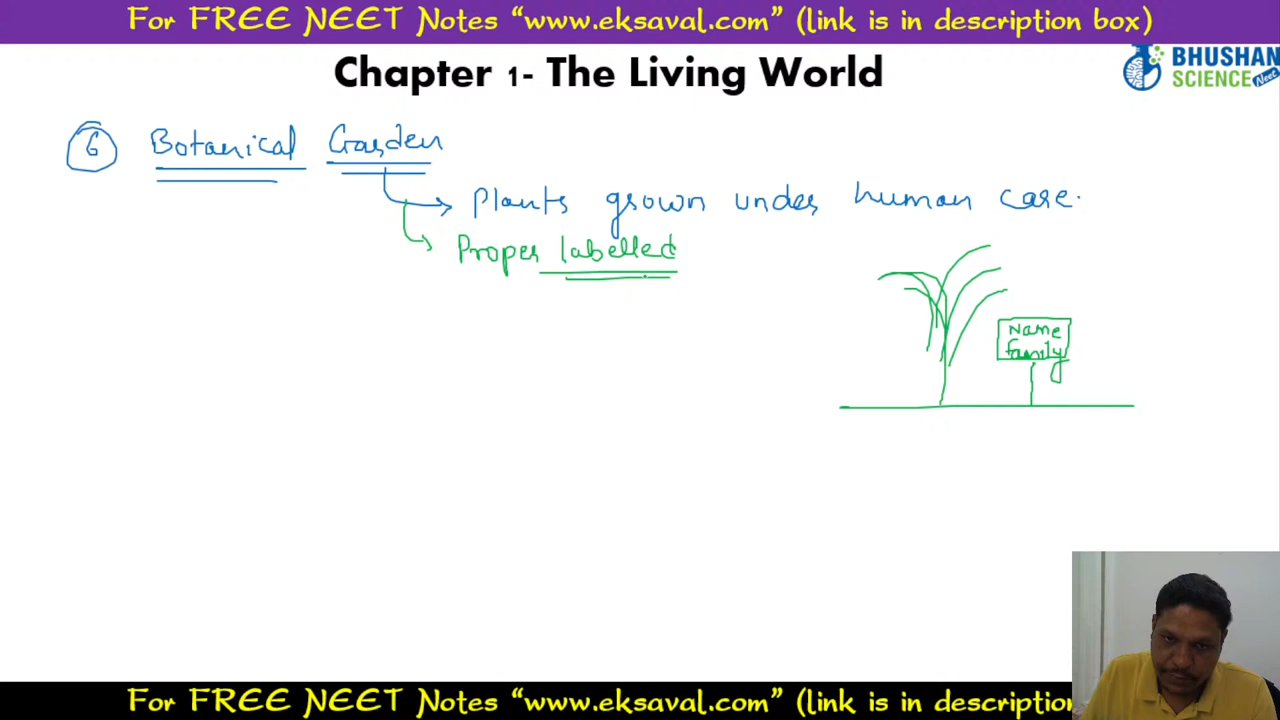 For FREE NEET Notes “www.eksaval.com” (link is in description box)
Chapter 1- The Living World
BHUSHAN
SCIENCE Neet
6 Botanical Garden
Plants grown under human care.
Proper labelled
Name
family
For FREE NEET Notes “www.eksaval.com” (link is in description